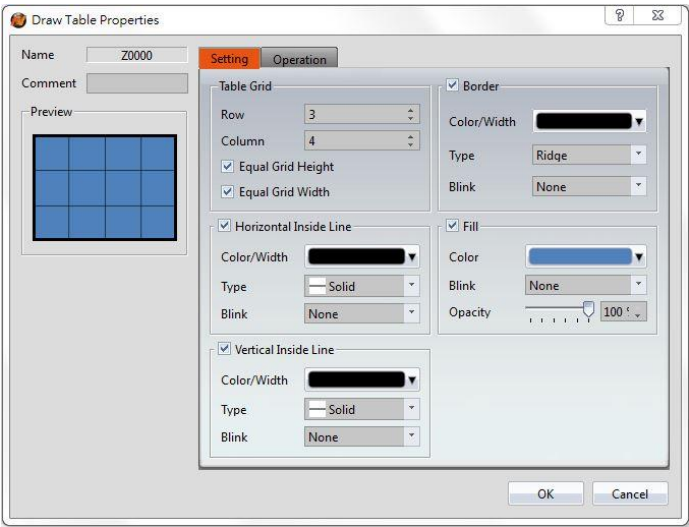 Draw Table Properties
Name Z0000
Comment
Preview
Setting Operation
Table Grid
Row 3
Column 4
Equal Grid Height
Equal Grid Width
Border
Color/Width
Type Ridge
Blink None
Horizontal Inside Line
Color/Width
Type Solid
Blink None
Fill
Color
Blink None
Opacity 100
Vertical Inside Line
Color/Width
Type Solid
Blink None
OK Cancel